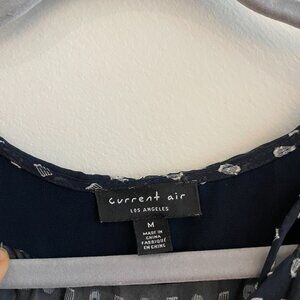 current air
LOS ANGELES
M
MADE IN
CHINA
FABRIQUÉ
EN CHINE